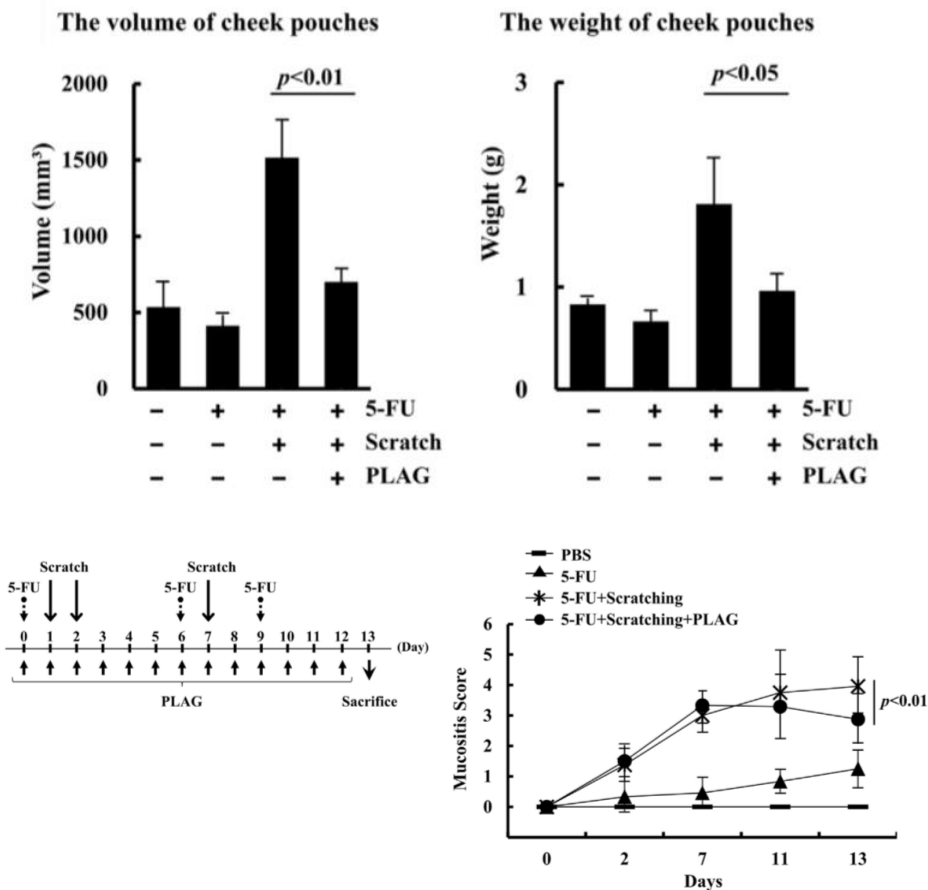 The volume of cheek pouches
p<0.01
2000
1500
1000
500
0
Volume (mm³)
− + + + 5-FU
− − + + Scratch
− − − + PLAG
The weight of cheek pouches
p<0.05
3
2
1
0
Weight (g)
− + + + 5-FU
− − + + Scratch
− − − + PLAG
Scratch Scratch
5-FU 5-FU 5-FU
0 1 2 3 4 5 6 7 8 9 10 11 12 13 (Day)
PLAG Sacrifice
PBS
5-FU
5-FU+Scratching
5-FU+Scratching+PLAG
6
5
4
3
2
1
0
Mucositis Score
p<0.01
0 2 7 11 13
Days